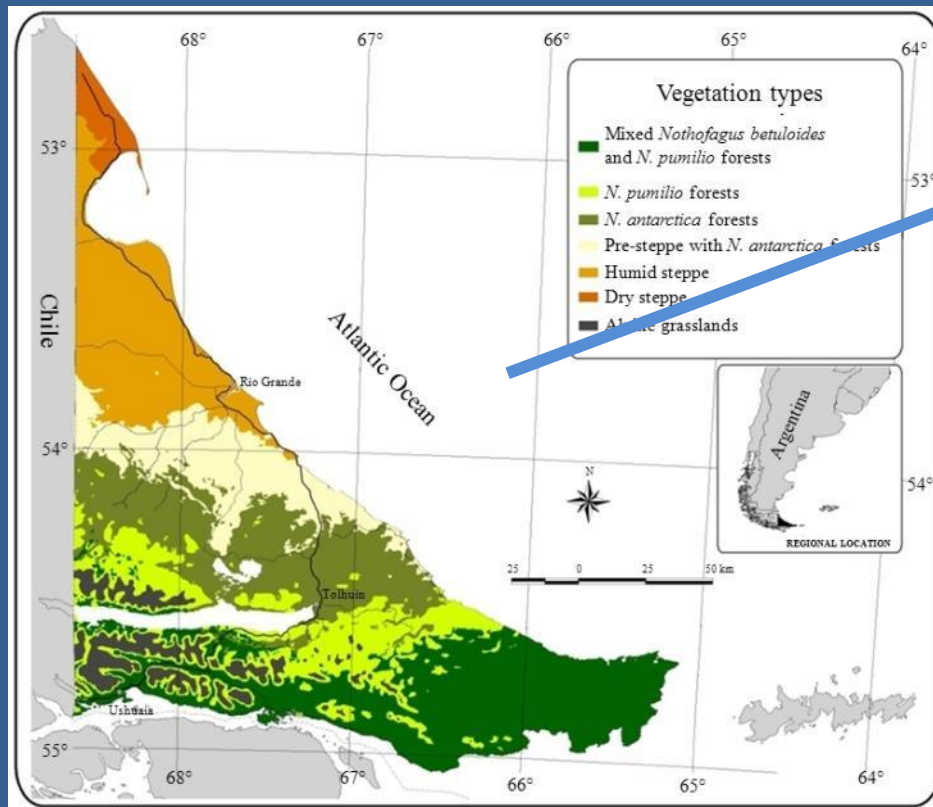 68°
67°
66°
65°
64°
Vegetation types
Mixed Nothofagus betuloides
and N. pumilio forests
N. pumilio forests
N. antarctica forests
Pre-steppe with N. antarctica forests
Humid steppe
Dry steppe
grasslands
53°
53°
Chile
Atlantic Ocean
Rio Grande
54°
54°
Argentina
REGIONAL LOCATION
N
25 0 25 50 km
Tolhuin
Ushuaia
55°
68°
67°
66°
65°
64°